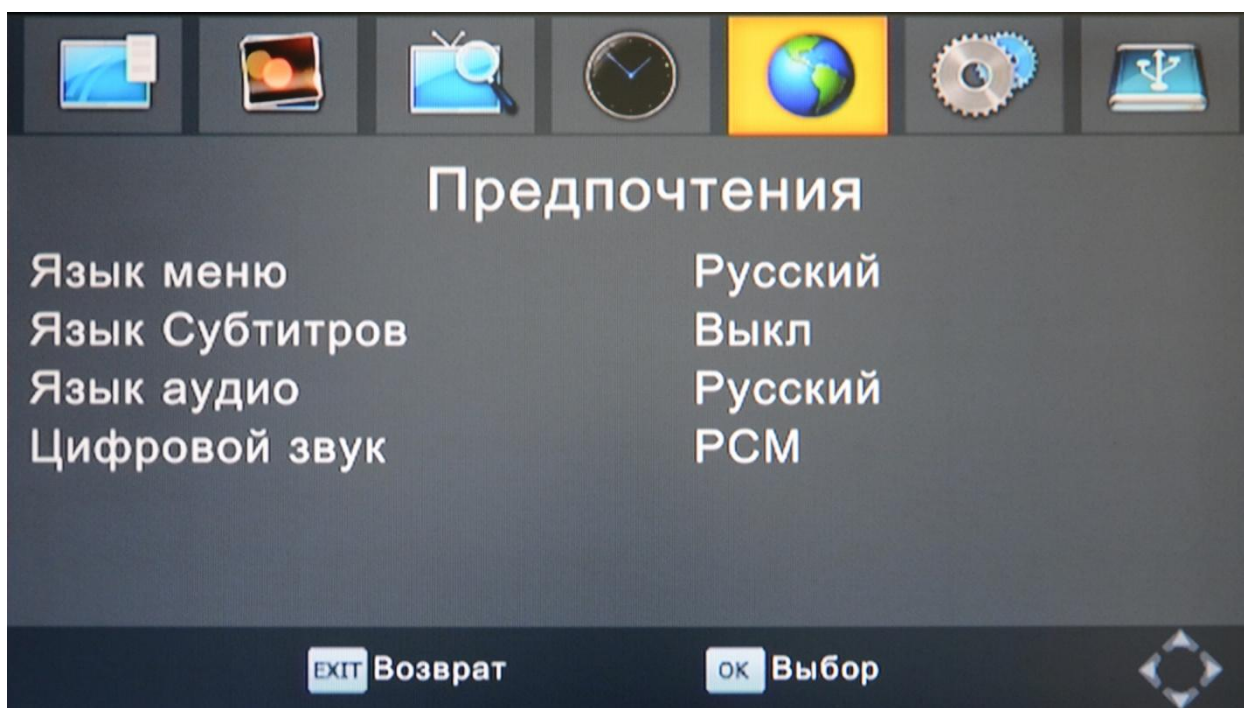 Предпочтения
Язык меню Русский
Язык Субтитров Выкл
Язык аудио Русский
Цифровой звук PCM
EXIT Возврат OK Выбор